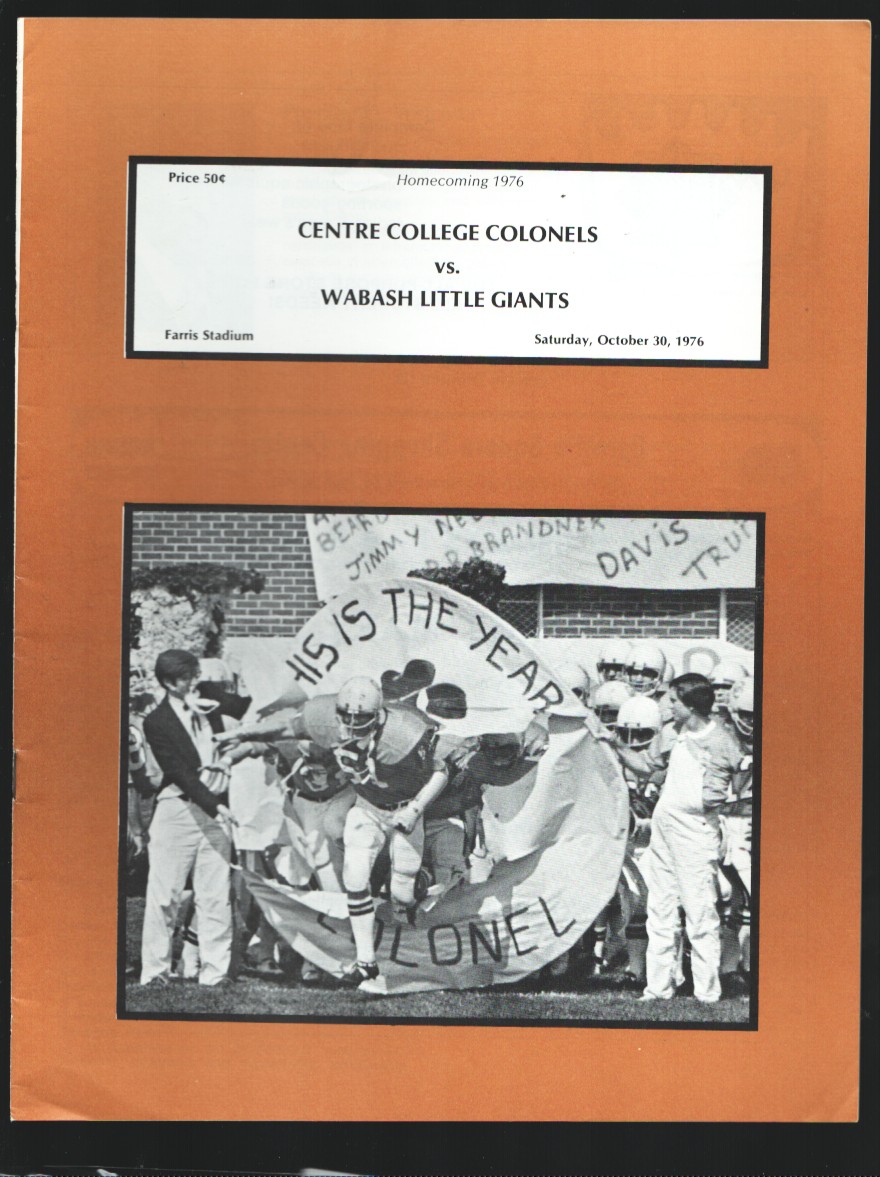 Price 50¢
Homecoming 1976
CENTRE COLLEGE COLONELS
vs.
WABASH LITTLE GIANTS
Farris Stadium
Saturday, October 30, 1976
JIMMY
BRANDNER
DAVIS
HIS IS THE YEAR
OLONEL